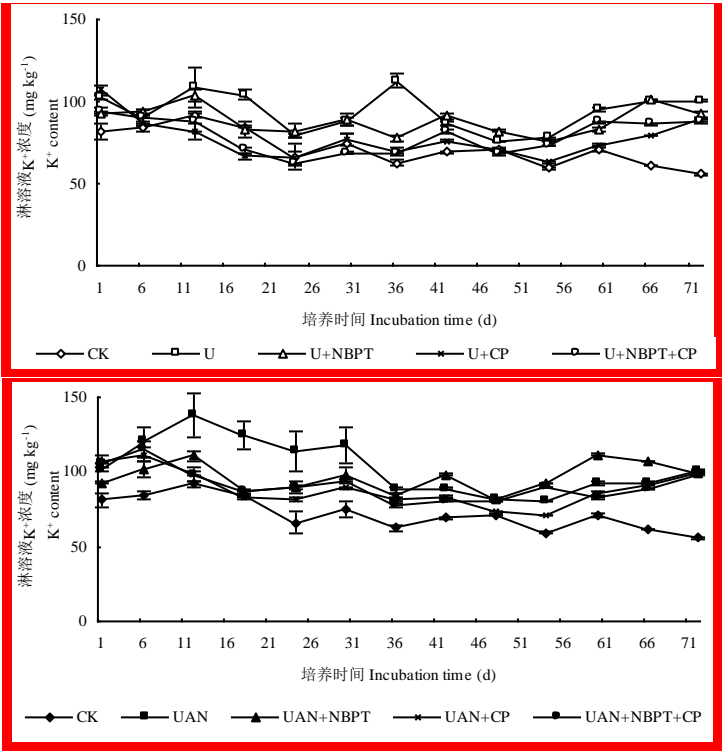 150
100
50
0
淋溶液K⁺浓度 (mg kg⁻¹)
K⁺ content
1 6 11 16 21 26 31 36 41 46 51 56 61 66 71
培养时间 Incubation time (d)
CK U U+NBPT U+CP U+NBPT+CP
150
100
50
0
淋溶液K⁺浓度 (mg kg⁻¹)
K⁺ content
1 6 11 16 21 26 31 36 41 46 51 56 61 66 71
培养时间 Incubation time (d)
CK UAN UAN+NBPT UAN+CP UAN+NBPT+CP